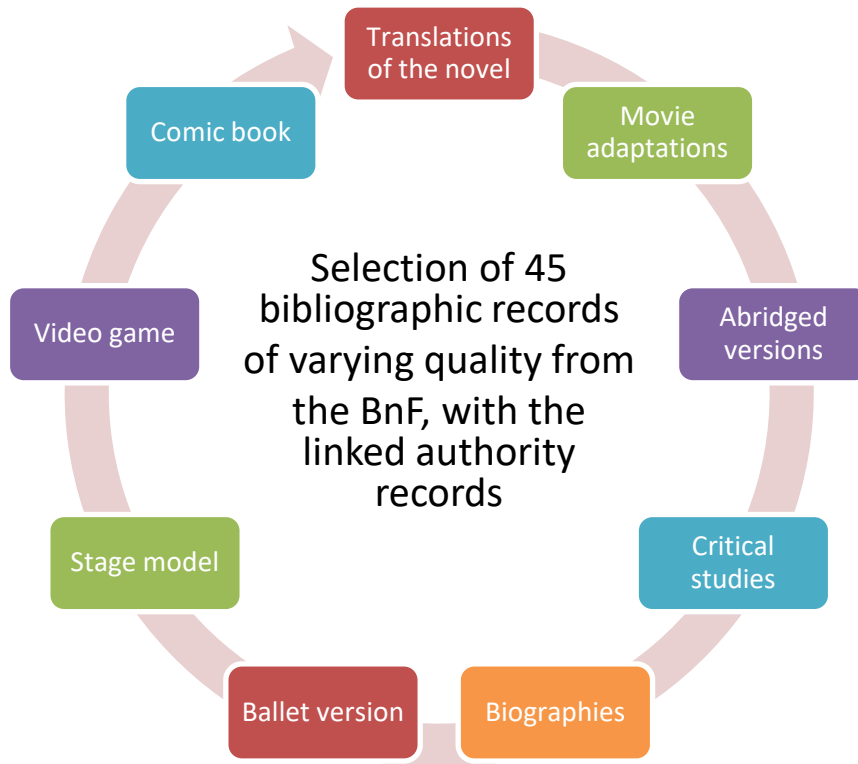 Translations
of the novel
Movie
adaptations
Abridged
versions
Critical
studies
Biographies
Ballet version
Stage model
Video game
Comic book
Selection of 45
bibliographic records
of varying quality from
the BnF, with the
linked authority
records